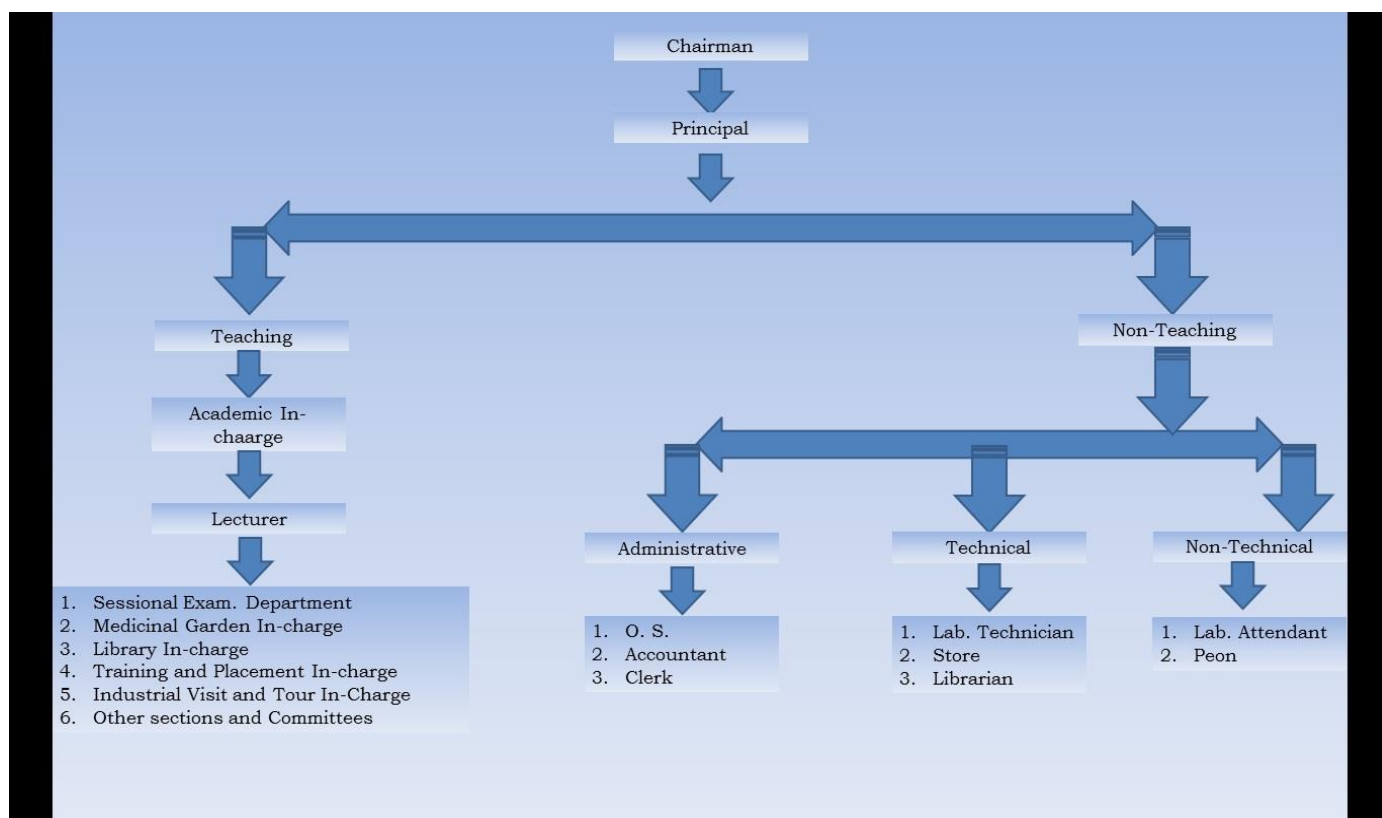 Chairman
Principal
Teaching
Non-Teaching
Academic In-
chaarge
Lecturer
Administrative
Technical
Non-Technical
1. Sessional Exam. Department
2. Medicinal Garden In-charge
3. Library In-charge
4. Training and Placement In-charge
5. Industrial Visit and Tour In-Charge
6. Other sections and Committees
1. O. S.
2. Accountant
3. Clerk
1. Lab. Technician
2. Store
3. Librarian
1. Lab. Attendant
2. Peon